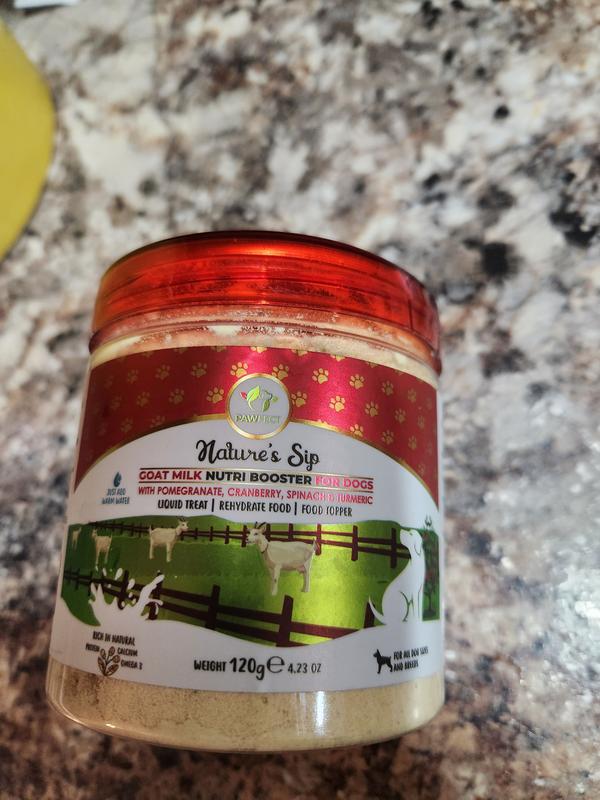 PAWFECT
Nature's Sip
GOAT MILK NUTRI BOOSTER FOR DOGS
WITH POMEGRANATE, CRANBERRY, SPINACH & TURMERIC
JUST ADD
WARM WATER
LIQUID TREAT | REHYDRATE FOOD | FOOD TOPPER
RICH IN NATURAL
PROTEIN CALCIUM
OMEGA 3
WEIGHT 120g ℮ 4.23 OZ
FOR ALL DOG SIZES
AND BREEDS